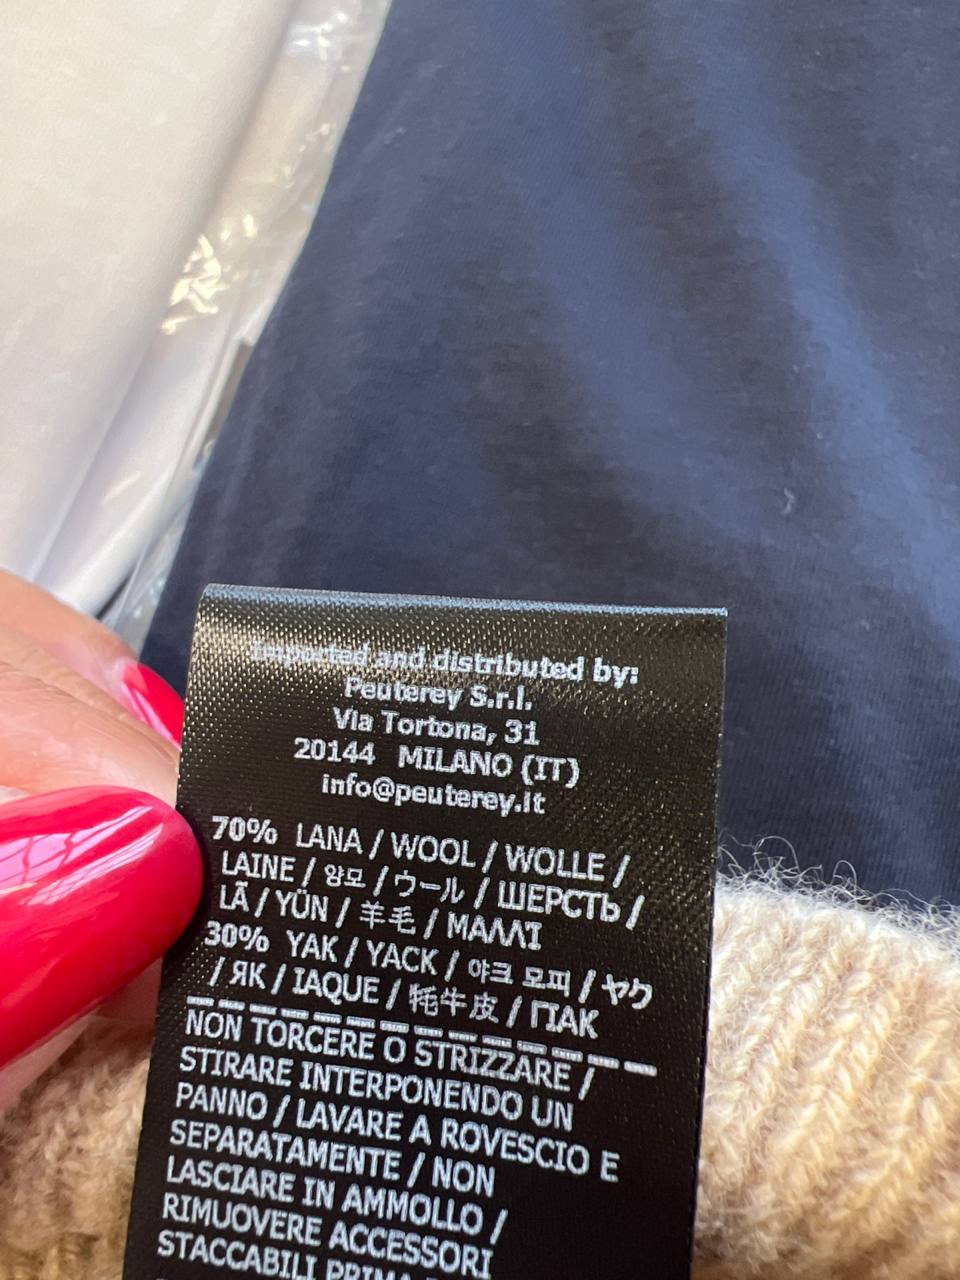 Imported and distributed by:
Peuterey S.r.l.
Via Tortona, 31
20144 MILANO (IT)
info@peuterey.it
70% LANA / WOOL / WOLLE /
LAINE / 양모 / ウール / ШЕРСТЬ /
LÃ / YÜN / 羊毛 / ΜΑΛΛΙ
30% YAK / YACK / 야크 모피 / ヤク
/ ЯК / IAQUE / 牦牛皮 / ΓΙΑΚ
NON TORCERE O STRIZZARE /
STIRARE INTERPONENDO UN
PANNO / LAVARE A ROVESCIO E
SEPARATAMENTE / NON
LASCIARE IN AMMOLLO /
RIMUOVERE ACCESSORI
STACCABILI PRIMA